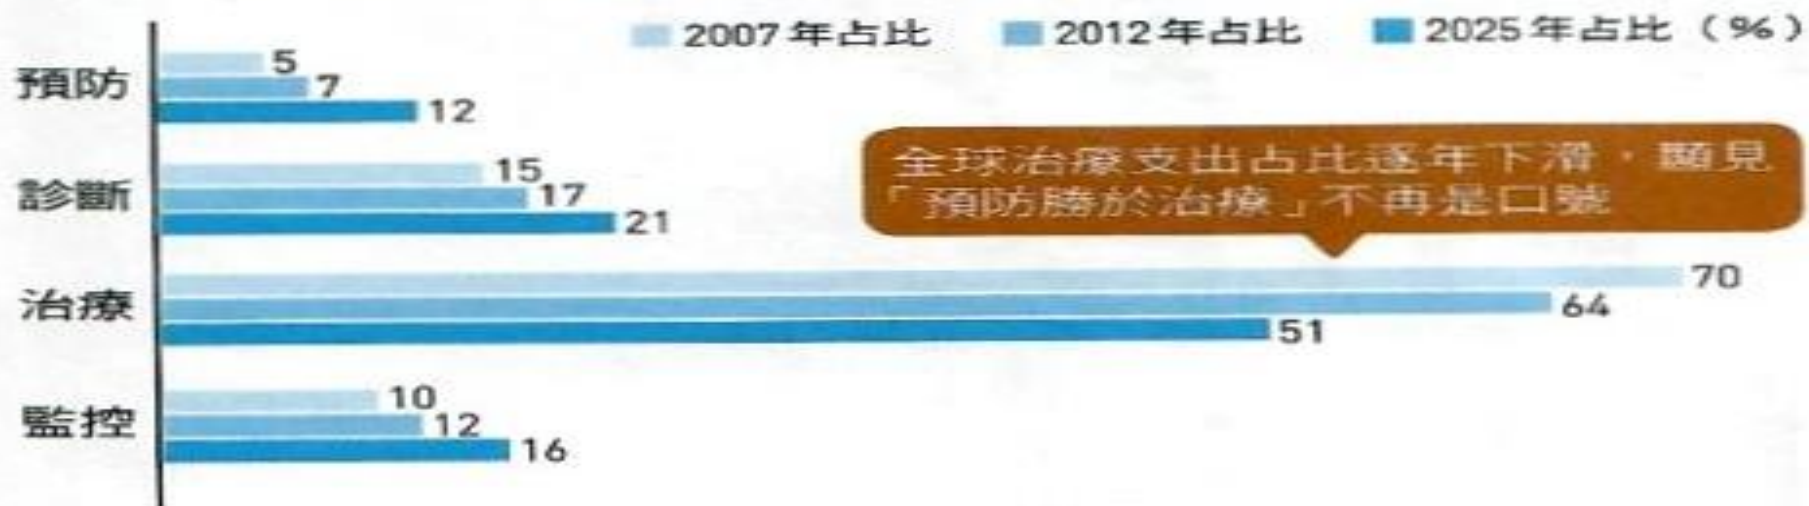 2007年占比 2012年占比 2025年占比（%）
預防
5
7
12
診斷
15
17
21
全球治療支出占比逐年下滑，顯見
「預防勝於治療」不再是口號
治療
70
64
51
監控
10
12
16